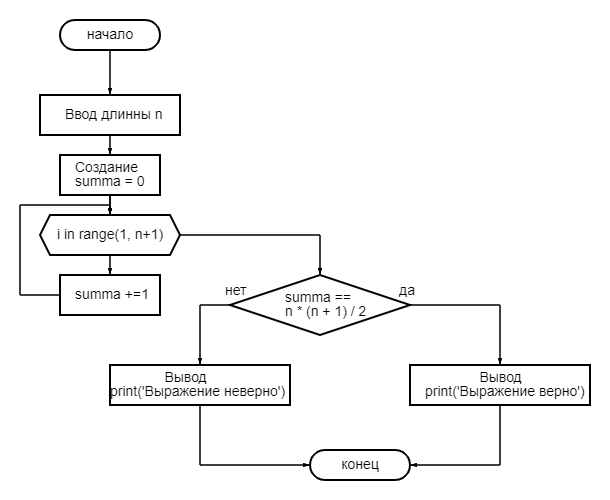 начало
Ввод длинны n
Создание
summa = 0
i in range(1, n+1)
summa +=1
нет
summa ==
n * (n + 1) / 2
да
Вывод
print('Выражение неверно')
Вывод
print('Выражение верно')
конец